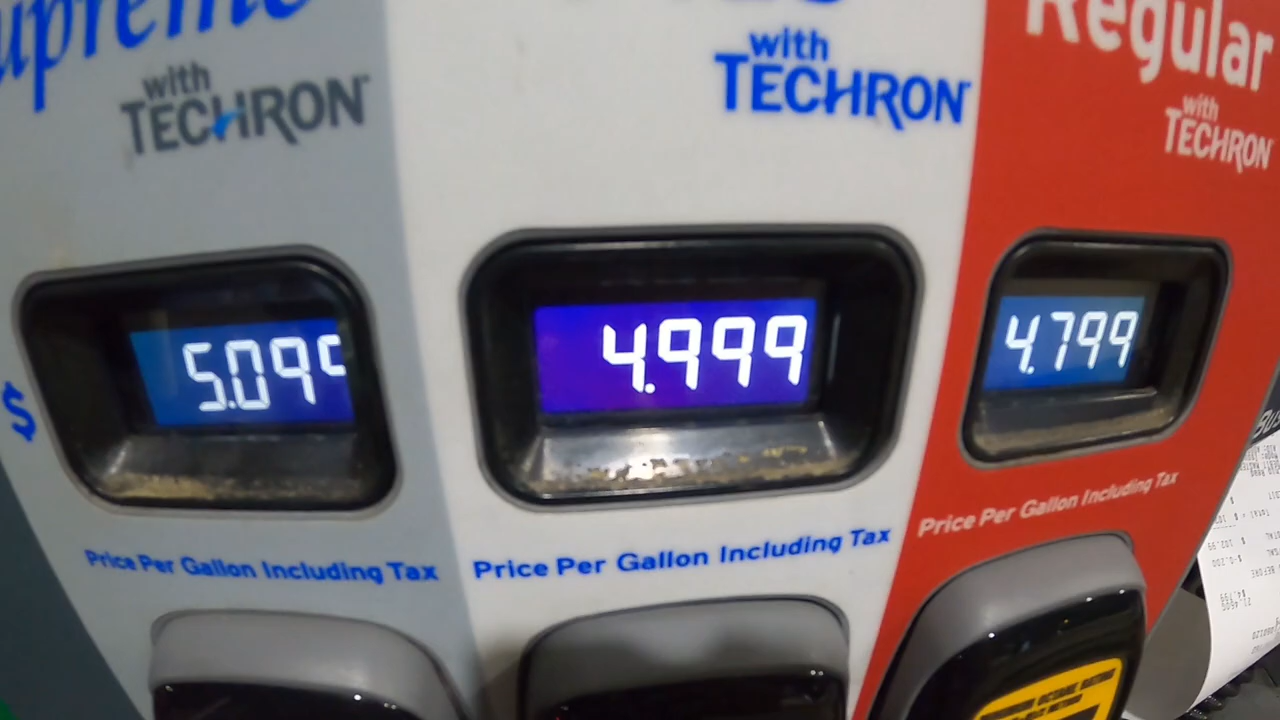 upreme
with
TECHRON
with
TECHRON
Regular
with
TECHRON
$
5.099
4.999
4.799
Price Per Gallon Including Tax
Price Per Gallon Including Tax
Price Per Gallon Including Tax